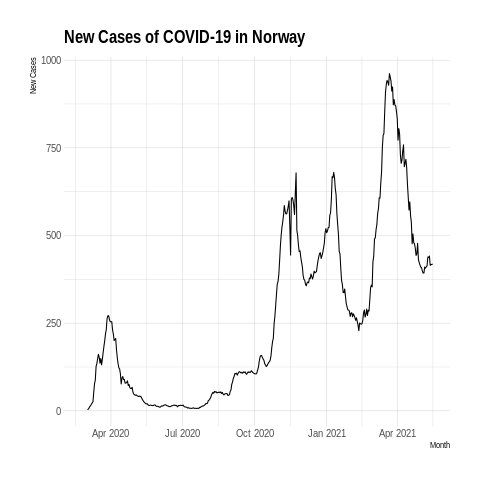 New Cases of COVID-19 in Norway
New Cases
1000
750
500
250
0
Apr 2020 Jul 2020 Oct 2020 Jan 2021 Apr 2021
Month